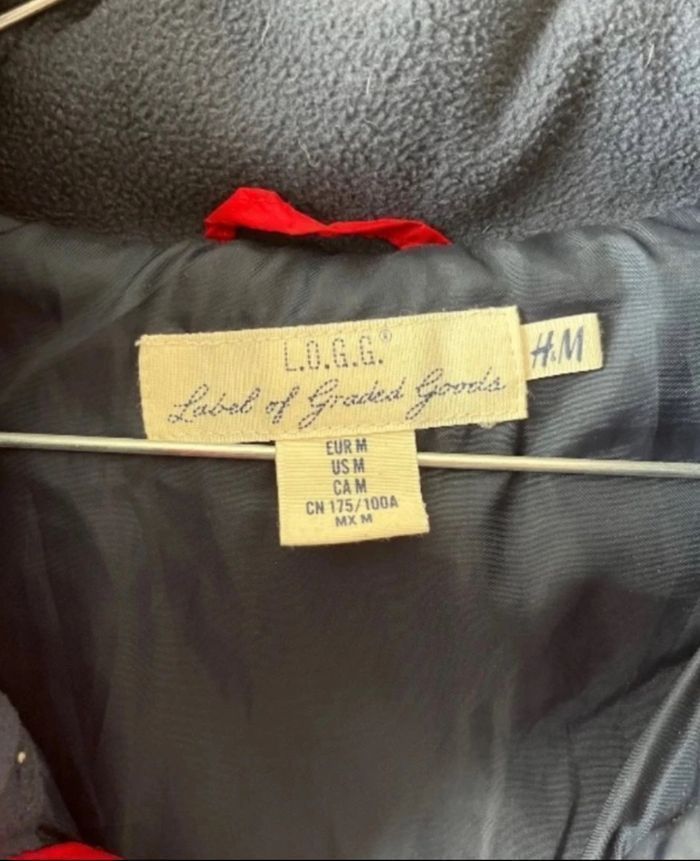 L.O.G.G.®
Label of Graded Goods
H&M
EUR M
US M
CA M
CN 175/100A
MX M